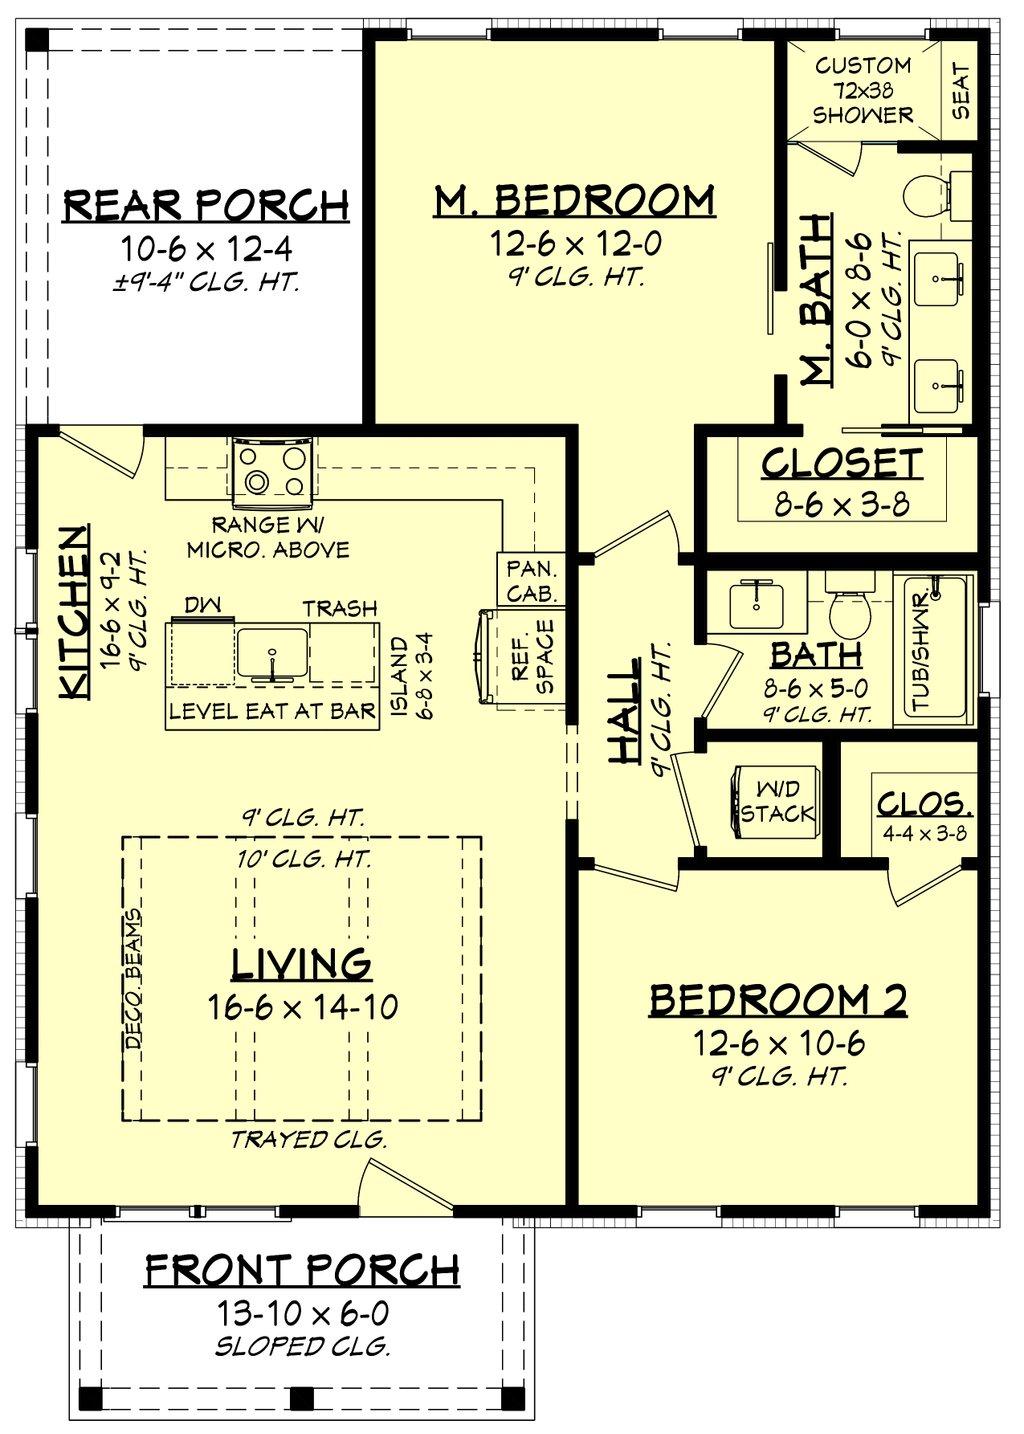 CUSTOM
72x38
SHOWER
SEAT
REAR PORCH
10-6 x 12-4
±9'-4" CLG. HT.
M. BEDROOM
12-6 x 12-0
9' CLG. HT.
M. BATH
6-0 x 8-6
9' CLG. HT.
CLOSET
8-6 x 3-8
RANGE W/
MICRO. ABOVE
KITCHEN
16-6 x 9-2
9' CLG. HT.
PAN.
CAB.
DW
TRASH
REF.
SPACE
ISLAND
6-8 x 3-4
LEVEL EAT AT BAR
HALL
9' CLG. HT.
BATH
8-6 x 5-0
9' CLG. HT.
TUB/SHWR.
W/D
STACK
CLOS.
4-4 x 3-8
9' CLG. HT.
10' CLG. HT.
DECO. BEAMS
LIVING
16-6 x 14-10
TRAYED CLG.
BEDROOM 2
12-6 x 10-6
9' CLG. HT.
FRONT PORCH
13-10 x 6-0
SLOPED CLG.